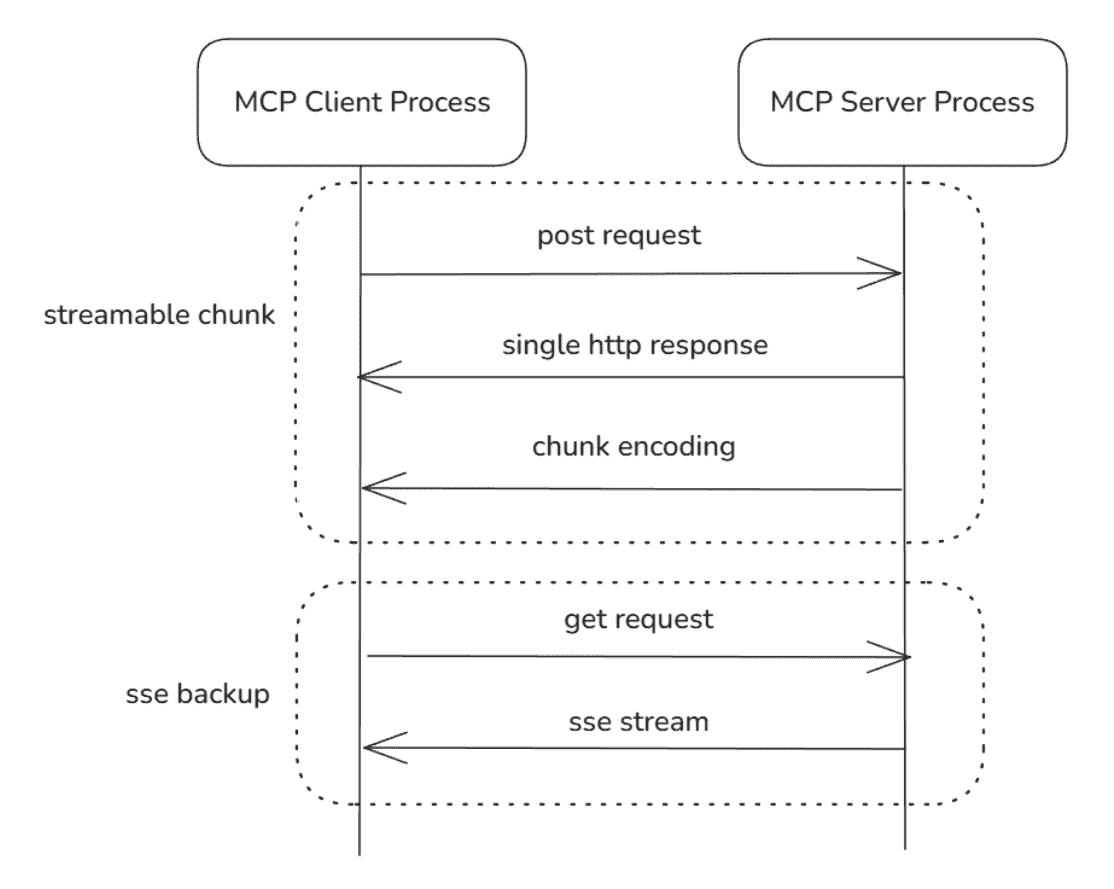 MCP Client Process
MCP Server Process
post request
streamable chunk
single http response
chunk encoding
get request
sse backup
sse stream